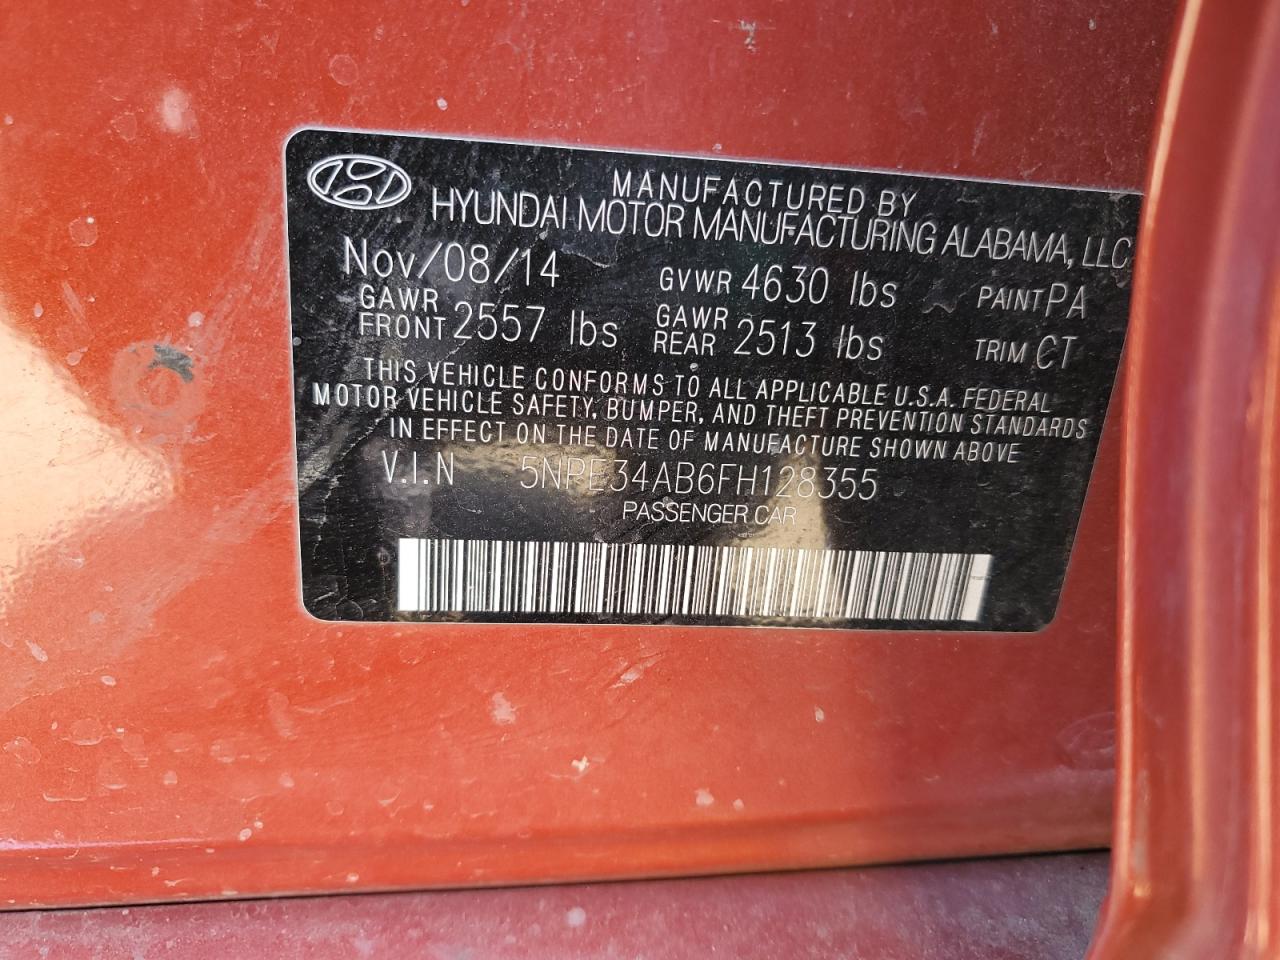 MANUFACTURED BY
HYUNDAI MOTOR MANUFACTURING ALABAMA, LLC
Nov/08/14 GVWR 4630 lbs PAINT PA
GAWR FRONT 2557 lbs GAWR REAR 2513 lbs TRIM CT
THIS VEHICLE CONFORMS TO ALL APPLICABLE U.S.A. FEDERAL
MOTOR VEHICLE SAFETY, BUMPER, AND THEFT PREVENTION STANDARDS
IN EFFECT ON THE DATE OF MANUFACTURE SHOWN ABOVE
V.I.N 5NPE34AB6FH128355
PASSENGER CAR